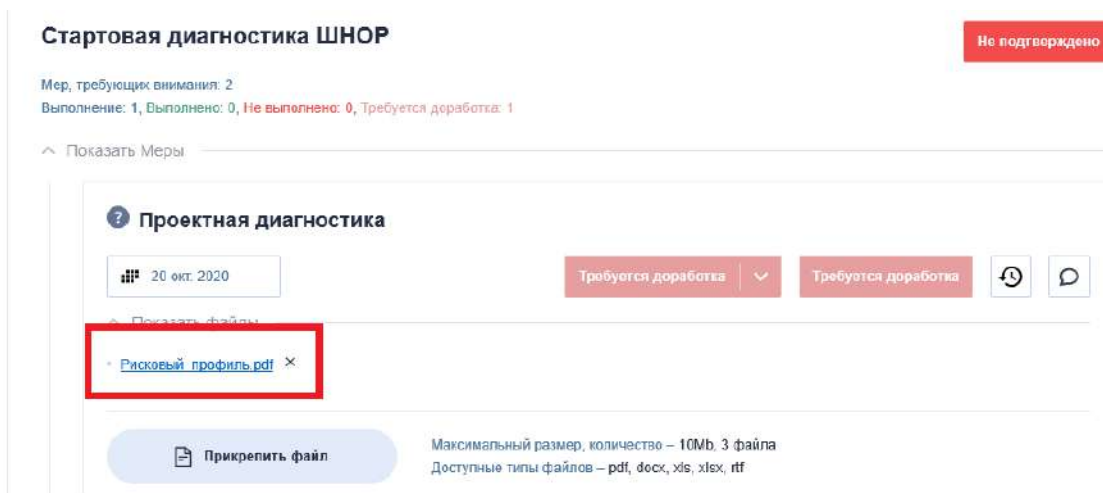 Стартовая диагностика ШНОР
Не подтверждено
Мер, требующих внимания: 2
Выполнение: 1, Выполнено: 0, Не выполнено: 0, Требуется доработка: 1
Показать Меры
? Проектная диагностика
20 окт. 2020
Требуется доработка
Требуется доработка
Показать файлы
Рисковый профиль.pdf ×
Прикрепить файл
Максимальный размер, количество – 10Mb, 3 файла
Доступные типы файлов – pdf, docx, xls, xlsx, rtf